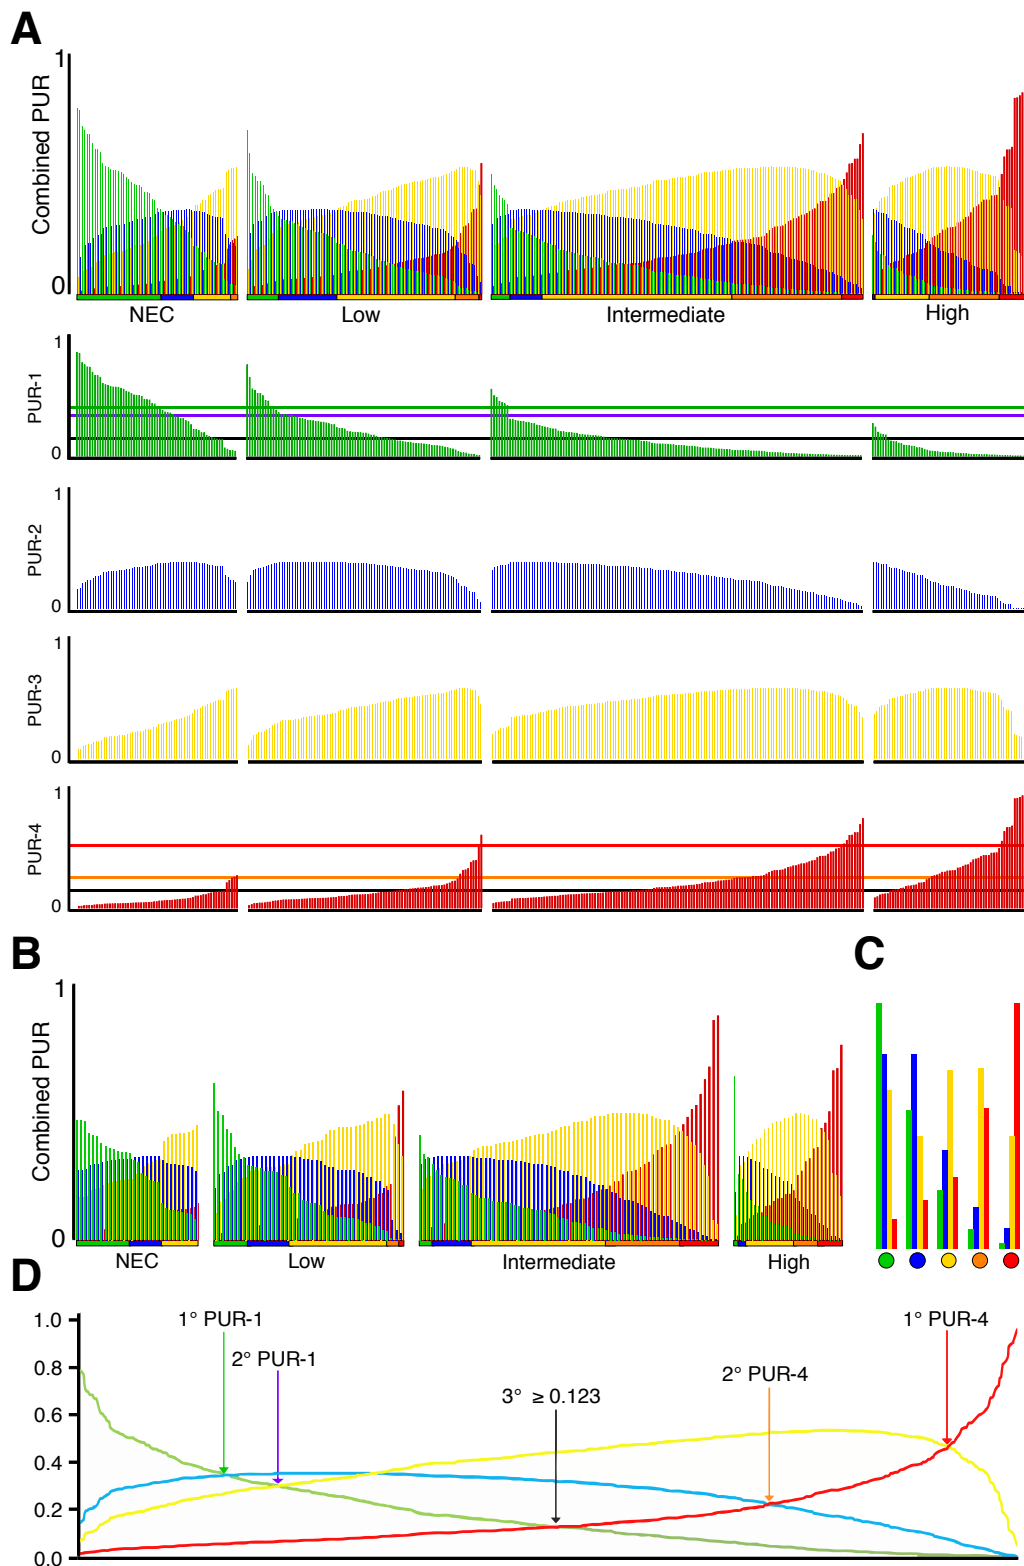 A
1
Combined PUR
0
NEC Low Intermediate High
1
PUR-1
0
1
PUR-2
0
1
PUR-3
0
1
PUR-4
0
B C
1
Combined PUR
0
NEC Low Intermediate High
D
1° PUR-1 1° PUR-4
2° PUR-1 2° PUR-4
3° ≥ 0.123
1.0
0.8
0.6
0.4
0.2
0.0